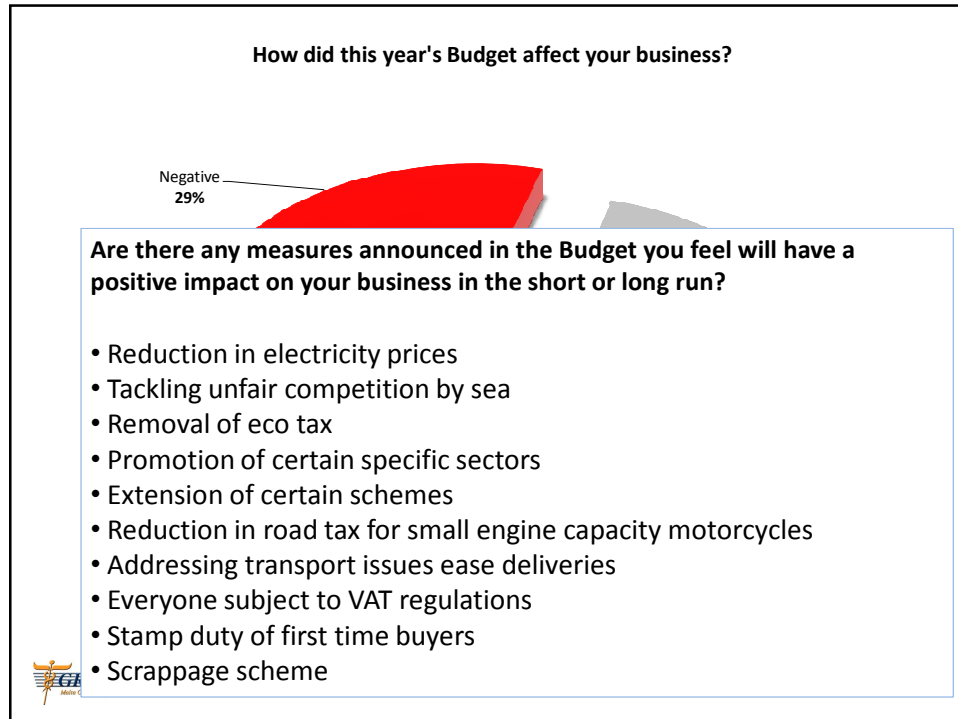 How did this year's Budget affect your business?
Negative
29%
Are there any measures announced in the Budget you feel will have a
positive impact on your business in the short or long run?
• Reduction in electricity prices
• Tackling unfair competition by sea
• Removal of eco tax
• Promotion of certain specific sectors
• Extension of certain schemes
• Reduction in road tax for small engine capacity motorcycles
• Addressing transport issues ease deliveries
• Everyone subject to VAT regulations
• Stamp duty of first time buyers
• Scrappage scheme